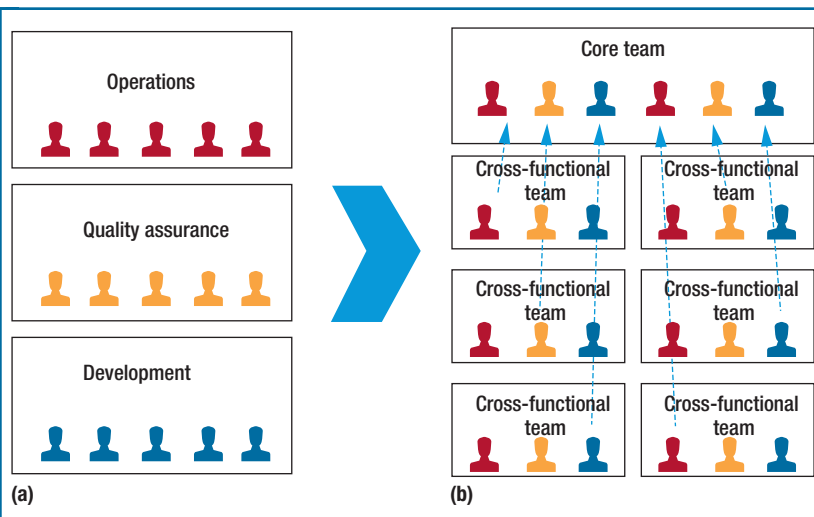 Operations
Quality assurance
Development
(a)
Core team
Cross-functional
team
Cross-functional
team
Cross-functional
team
Cross-functional
team
Cross-functional
team
Cross-functional
team
(b)